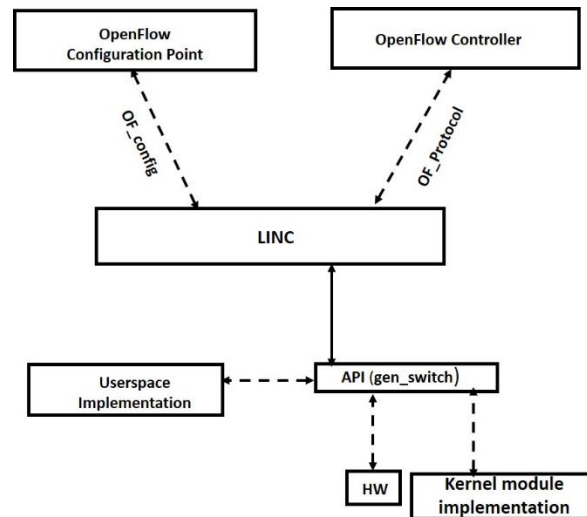 OpenFlow
Configuration Point
OpenFlow Controller
OF_config
OF_Protocol
LINC
Userspace
Implementation
API (gen_switch)
HW
Kernel module
implementation